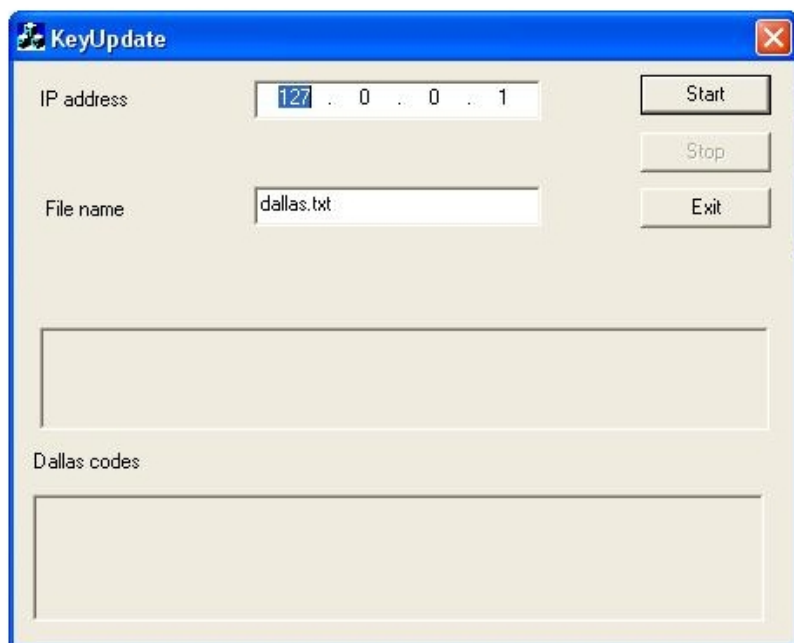 KeyUpdate
IP address 127 . 0 . 0 . 1 Start
Stop
File name dallas.txt Exit
Dallas codes